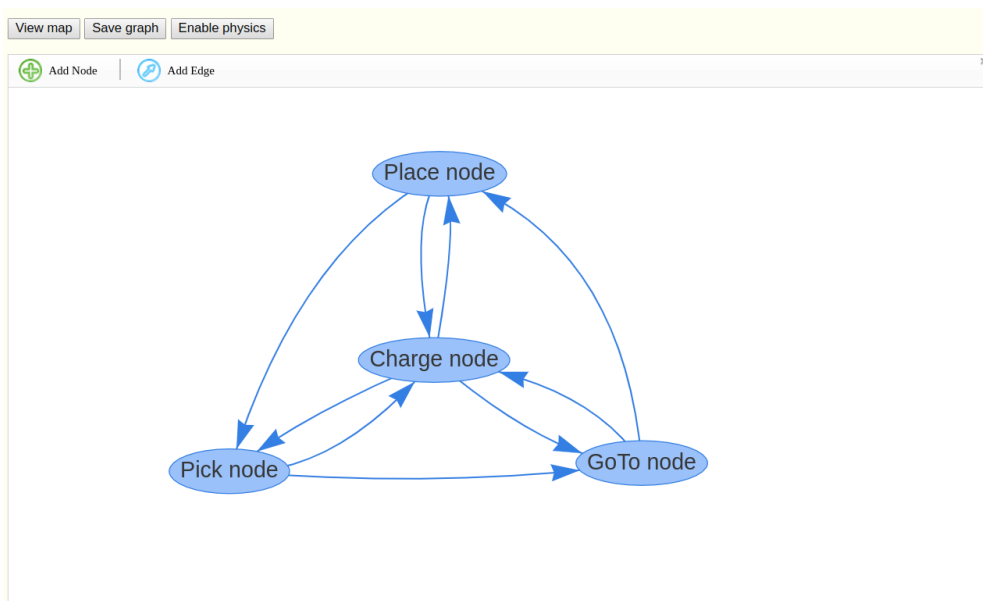 View map Save graph Enable physics
Add Node Add Edge
Place node
Charge node
Pick node
GoTo node